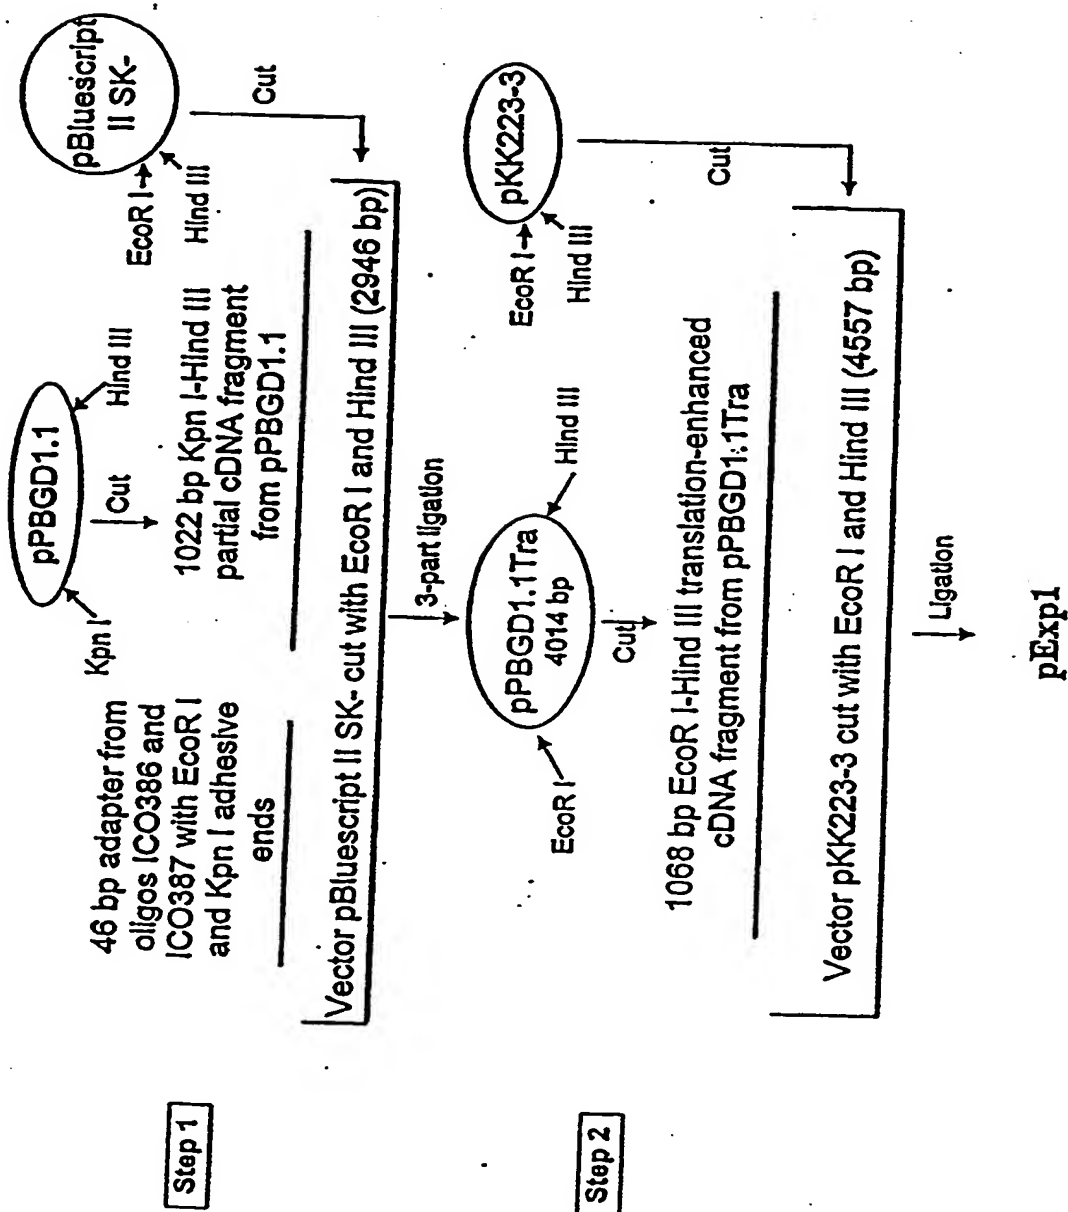 Step 1
pPBGD1.1
Kpn I
Hind III
Cut
pBluescript
II SK-
EcoR I
Hind III
Cut
46 bp adapter from
oligos ICO386 and
ICO387 with EcoR I
and Kpn I adhesive
ends
1022 bp Kpn I-Hind III
partial cDNA fragment
from pPBGD1.1
Vector pBluescript II SK- cut with EcoR I and Hind III (2946 bp)
3-part ligation
Step 2
pPBGD1.1Tra
4014 bp
EcoR I
Hind III
Cut
pKK223-3
EcoR I
Hind III
Cut
1068 bp EcoR I-Hind III translation-enhanced
cDNA fragment from pPBGD1.1Tra
Vector pKK223-3 cut with EcoR I and Hind III (4557 bp)
Ligation
pExp1